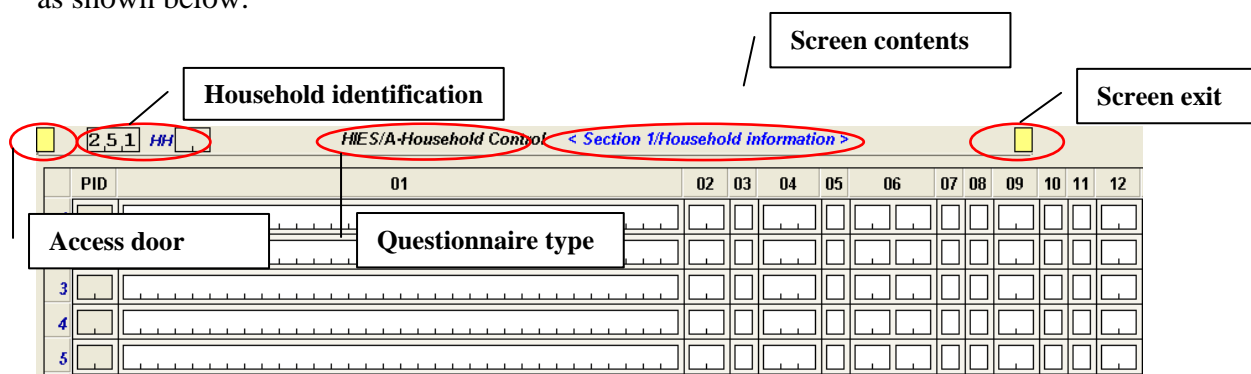 as shown below.
Screen contents
Household identification
Screen exit
2 5 1 HH HIES/A-Household Control < Section 1/Household information >
PID 01 02 03 04 05 06 07 08 09 10 11 12
Access door
Questionnaire type
3
4
5